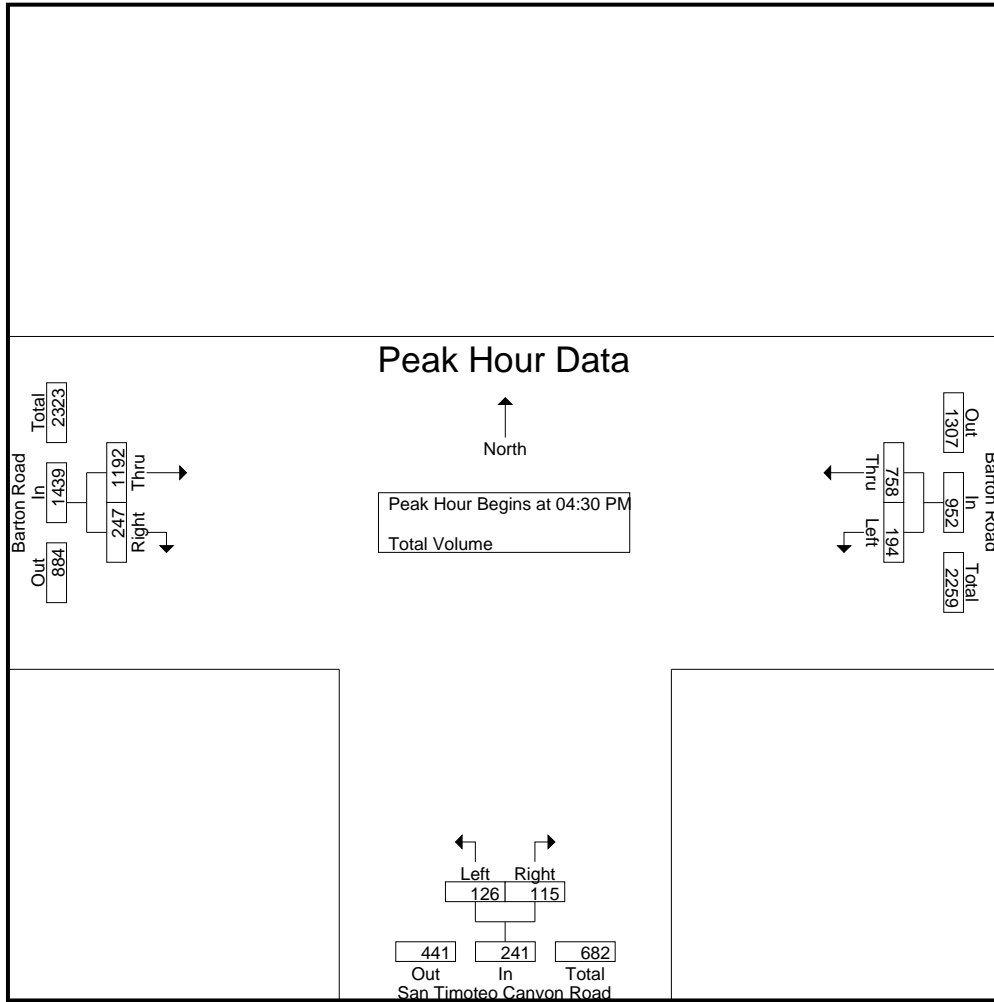 Peak Hour Data
North
Peak Hour Begins at 04:30 PM
Total Volume
Barton Road
Total
2323
In
1439
Out
884
1192
Thru
247
Right
Barton Road
Out
1307
In
952
Total
2259
758
Thru
194
Left
Left
Right
126
115
441
241
682
Out
In
Total
San Timoteo Canyon Road